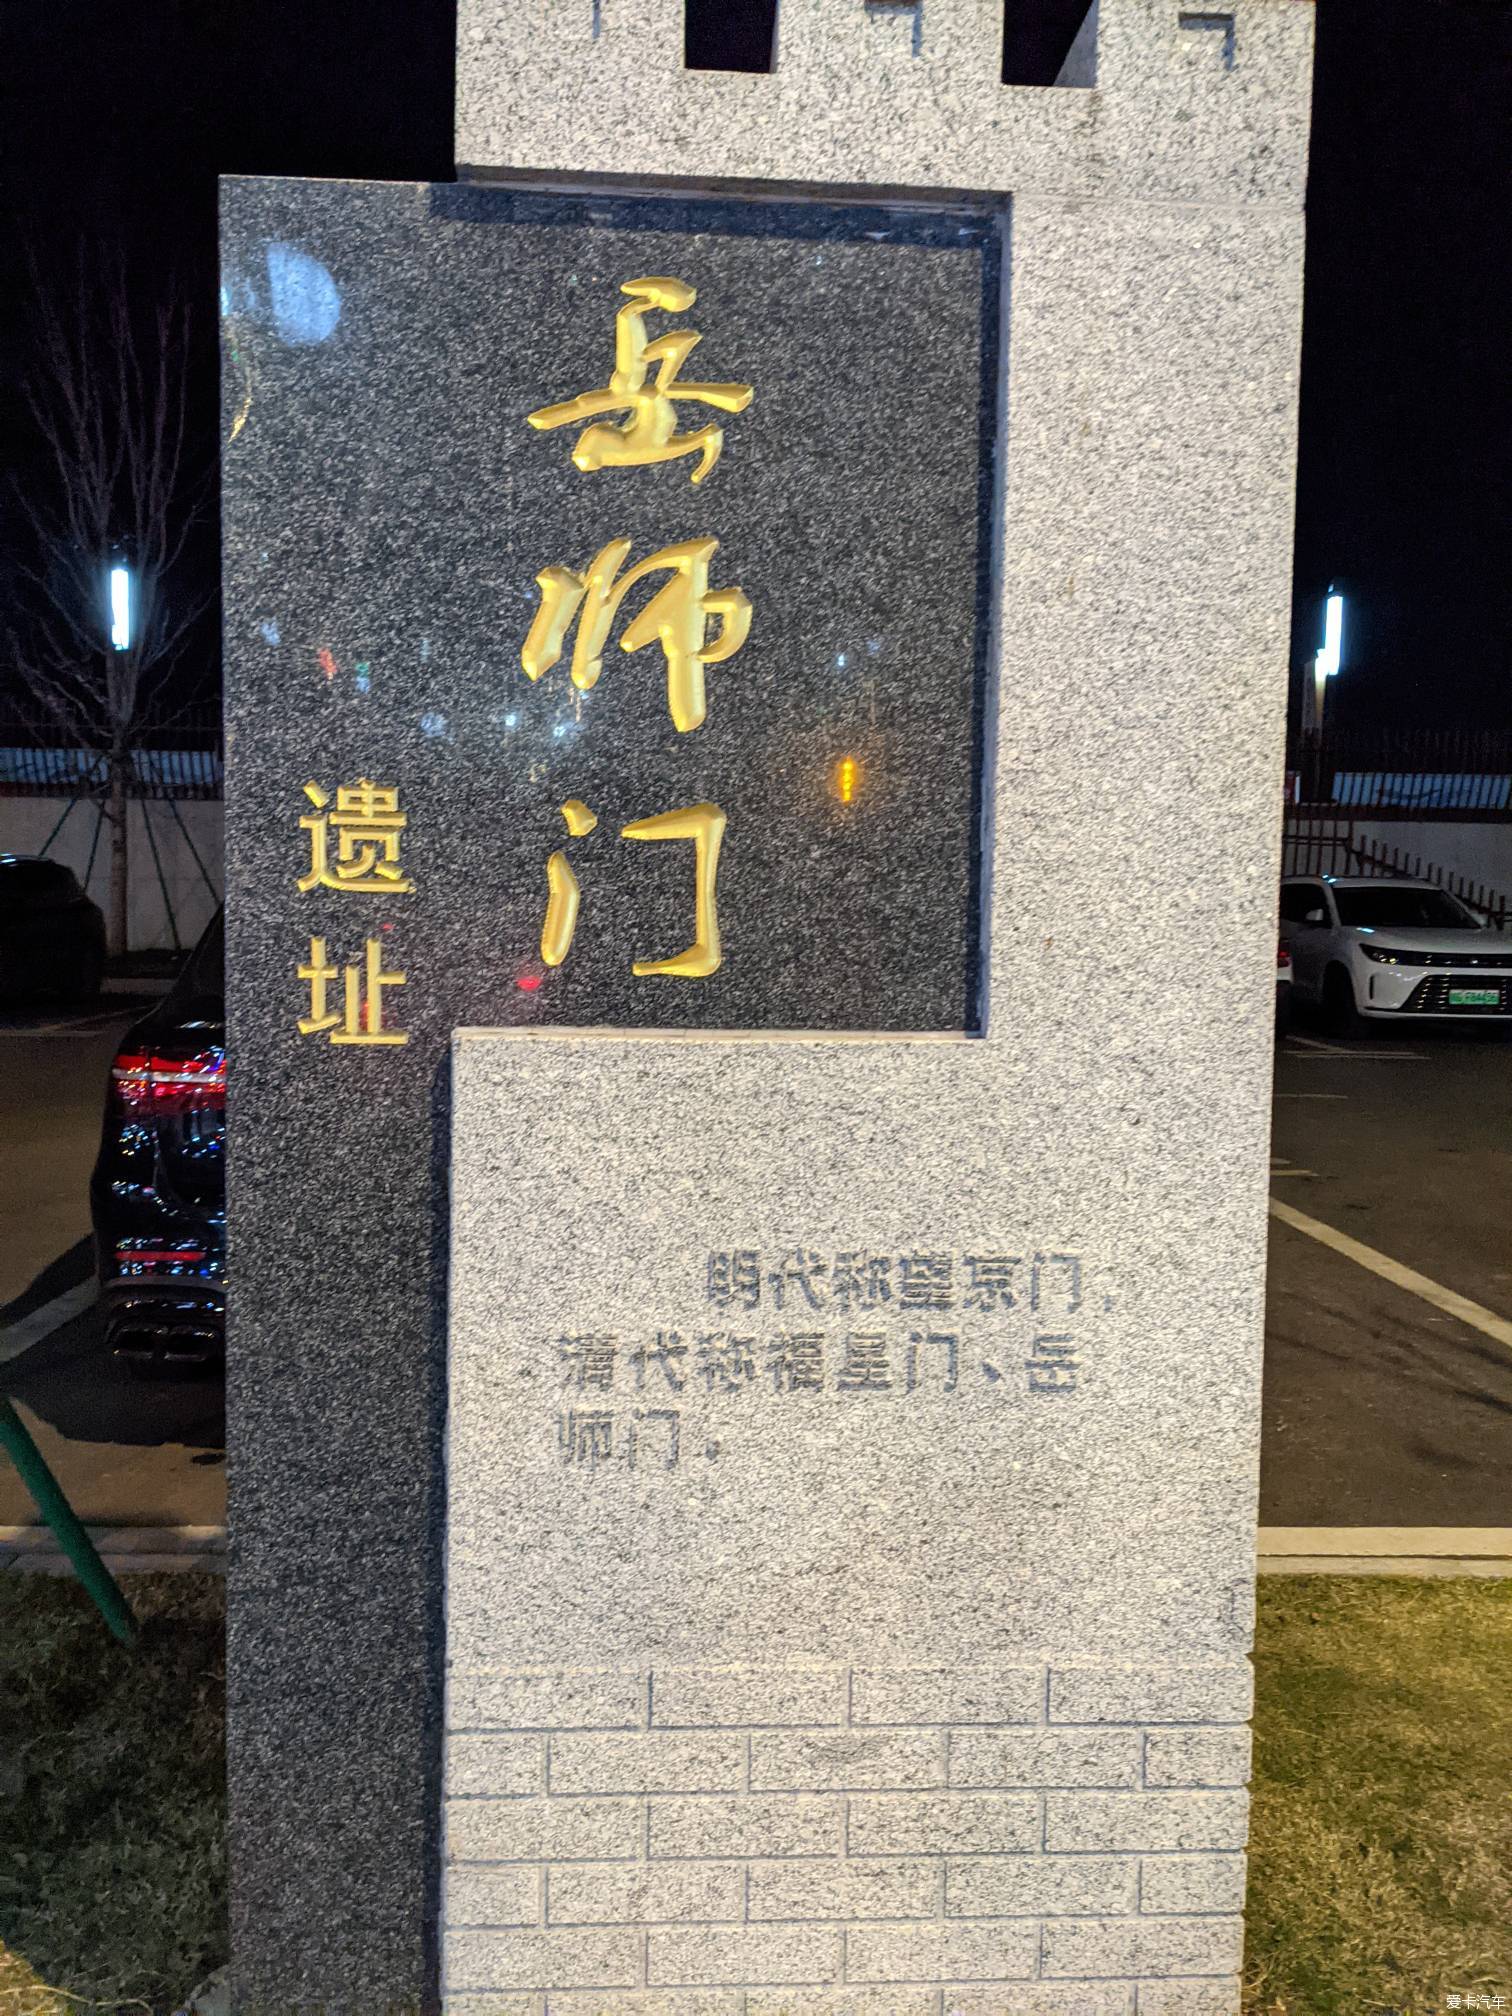 岳师门
遗址
明代称望京门，
清代称福星门、岳
师门。
爱卡汽车